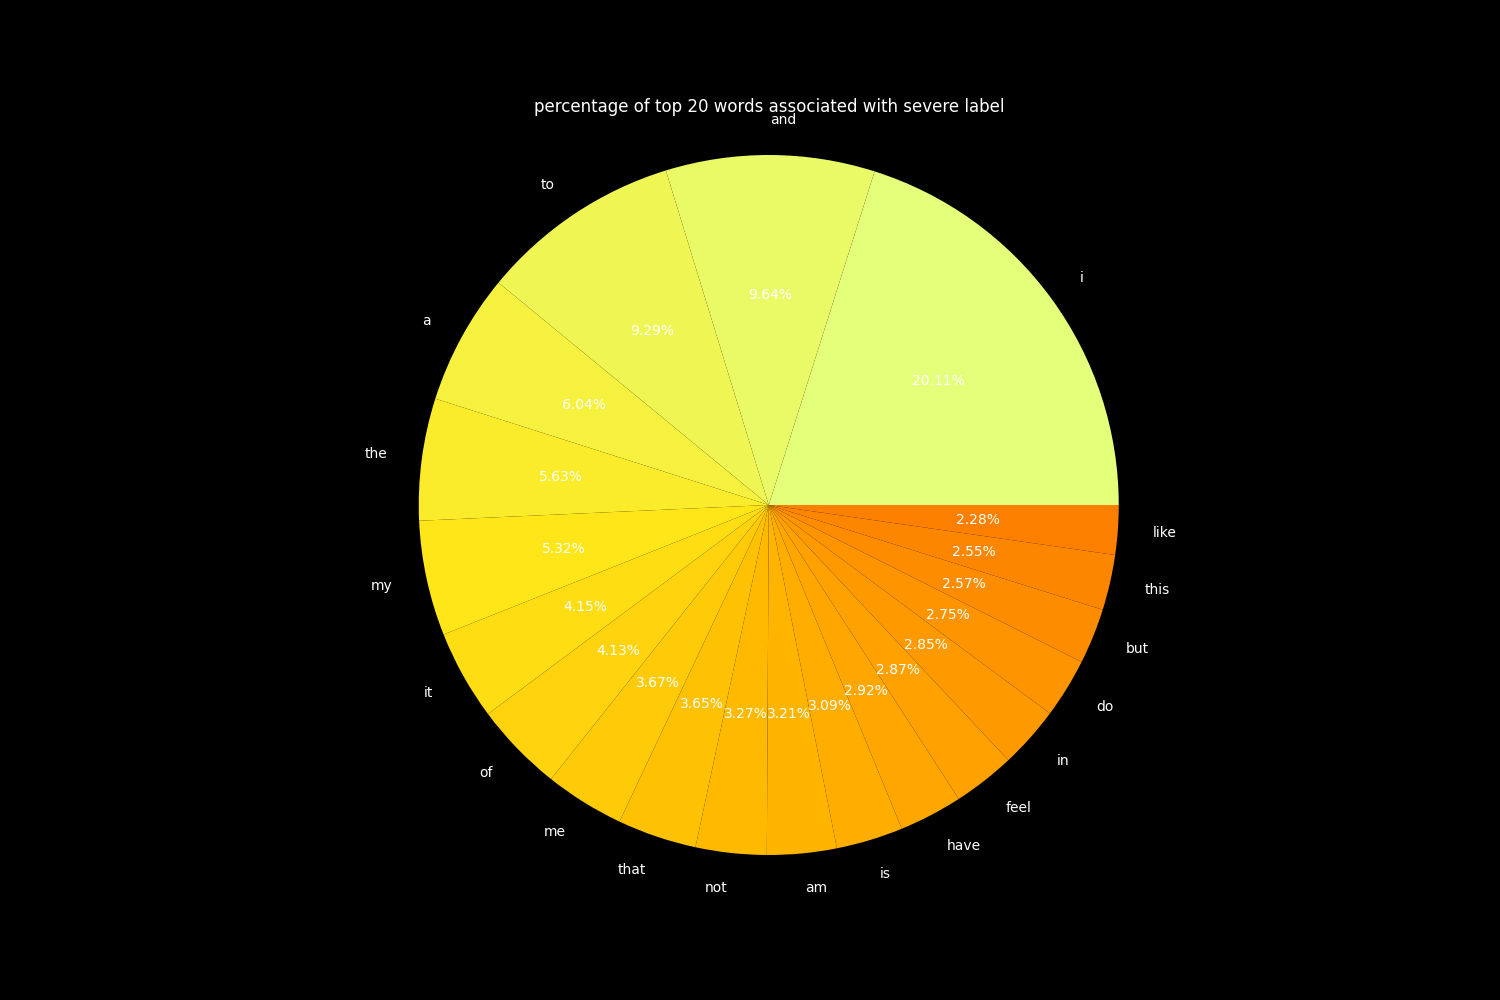 percentage of top 20 words associated with severe label
and
to
i
9.64%
a
9.29%
20.11%
6.04%
the
5.63%
2.28%
like
5.32%
2.55%
my
2.57%
this
4.15%
2.75%
4.13%
2.85%
but
3.67%
2.87%
it
3.65%
2.92%
3.27%
3.21%
3.09%
do
in
of
feel
me
have
that
is
not
am